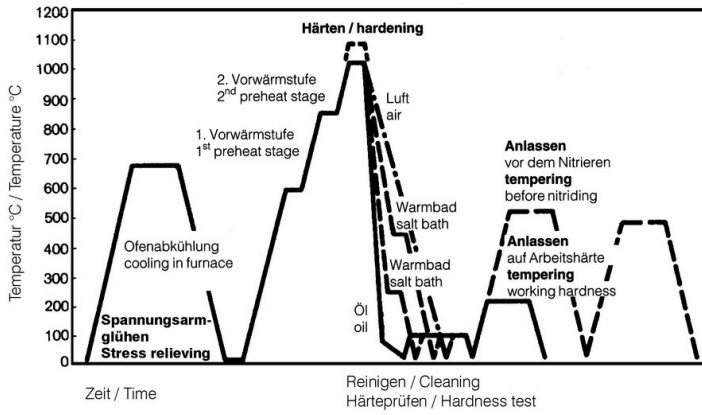 Temperatur °C / Temperature °C
1200
1100
1000
900
800
700
600
500
400
300
200
100
0
Härten / hardening
2. Vorwärmstufe
2nd preheat stage
1. Vorwärmstufe
1st preheat stage
Luft
air
Anlassen
vor dem Nitrieren
tempering
before nitriding
Warmbad
salt bath
Ofenabkühlung
cooling in furnace
Anlassen
auf Arbeitshärte
tempering
working hardness
Warmbad
salt bath
Öl
oil
Spannungsarm-
glühen
Stress relieving
Zeit / Time
Reinigen / Cleaning
Härteprüfen / Hardness test